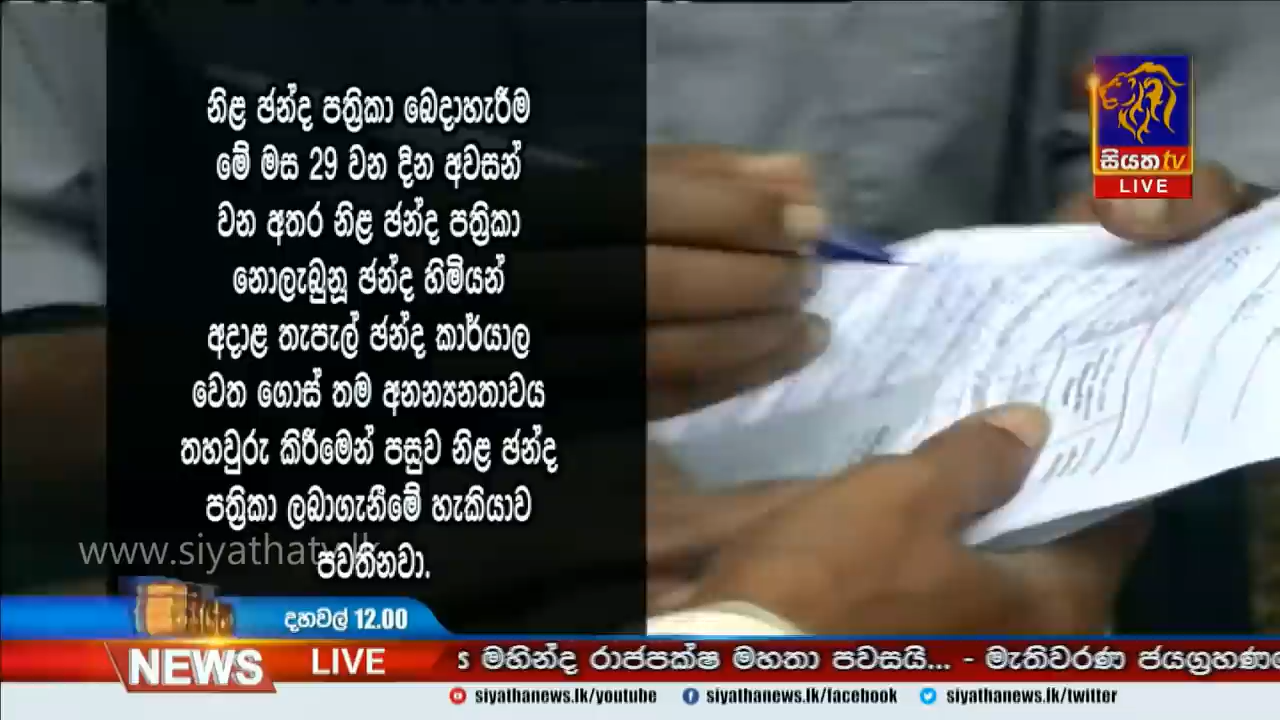 නිළ ඡන්ද පත්‍රිකා බෙදාහැරීම
මේ මස 29 වන දින අවසන්
වන අතර නිළ ඡන්ද පත්‍රිකා
නොලැබුනූ ඡන්ද හිමියන්
අදාළ තැපැල් ඡන්ද කාර්යාල
වෙත ගොස් තම අනන්‍යනතාවය
තහවුරු කිරීමෙන් පසුව නිළ ඡන්ද
පත්‍රිකා ලබාගැනීමේ හැකියාව
පවතිනවා.
සියත tv
LIVE
www.siyathatv.lk
දහවල් 12.00
NEWS LIVE
මහින්ද රාජපක්ෂ මහතා පවසයි... - මැතිවරණ
siyathanews.lk/youtube siyathanews.lk/facebook siyathanews.lk/twitter